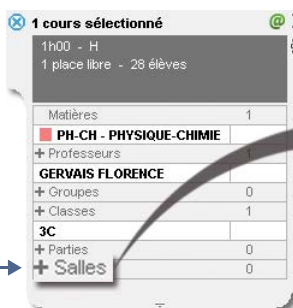 1 cours sélectionné @
1h00 - H
1 place libre - 28 élèves
Matières 1
PH-CH - PHYSIQUE-CHIMIE
+ Professeurs 1
GERVAIS FLORENCE
+ Groupes 0
+ Classes 1
3C
+ Parties 0
+ Salles 0